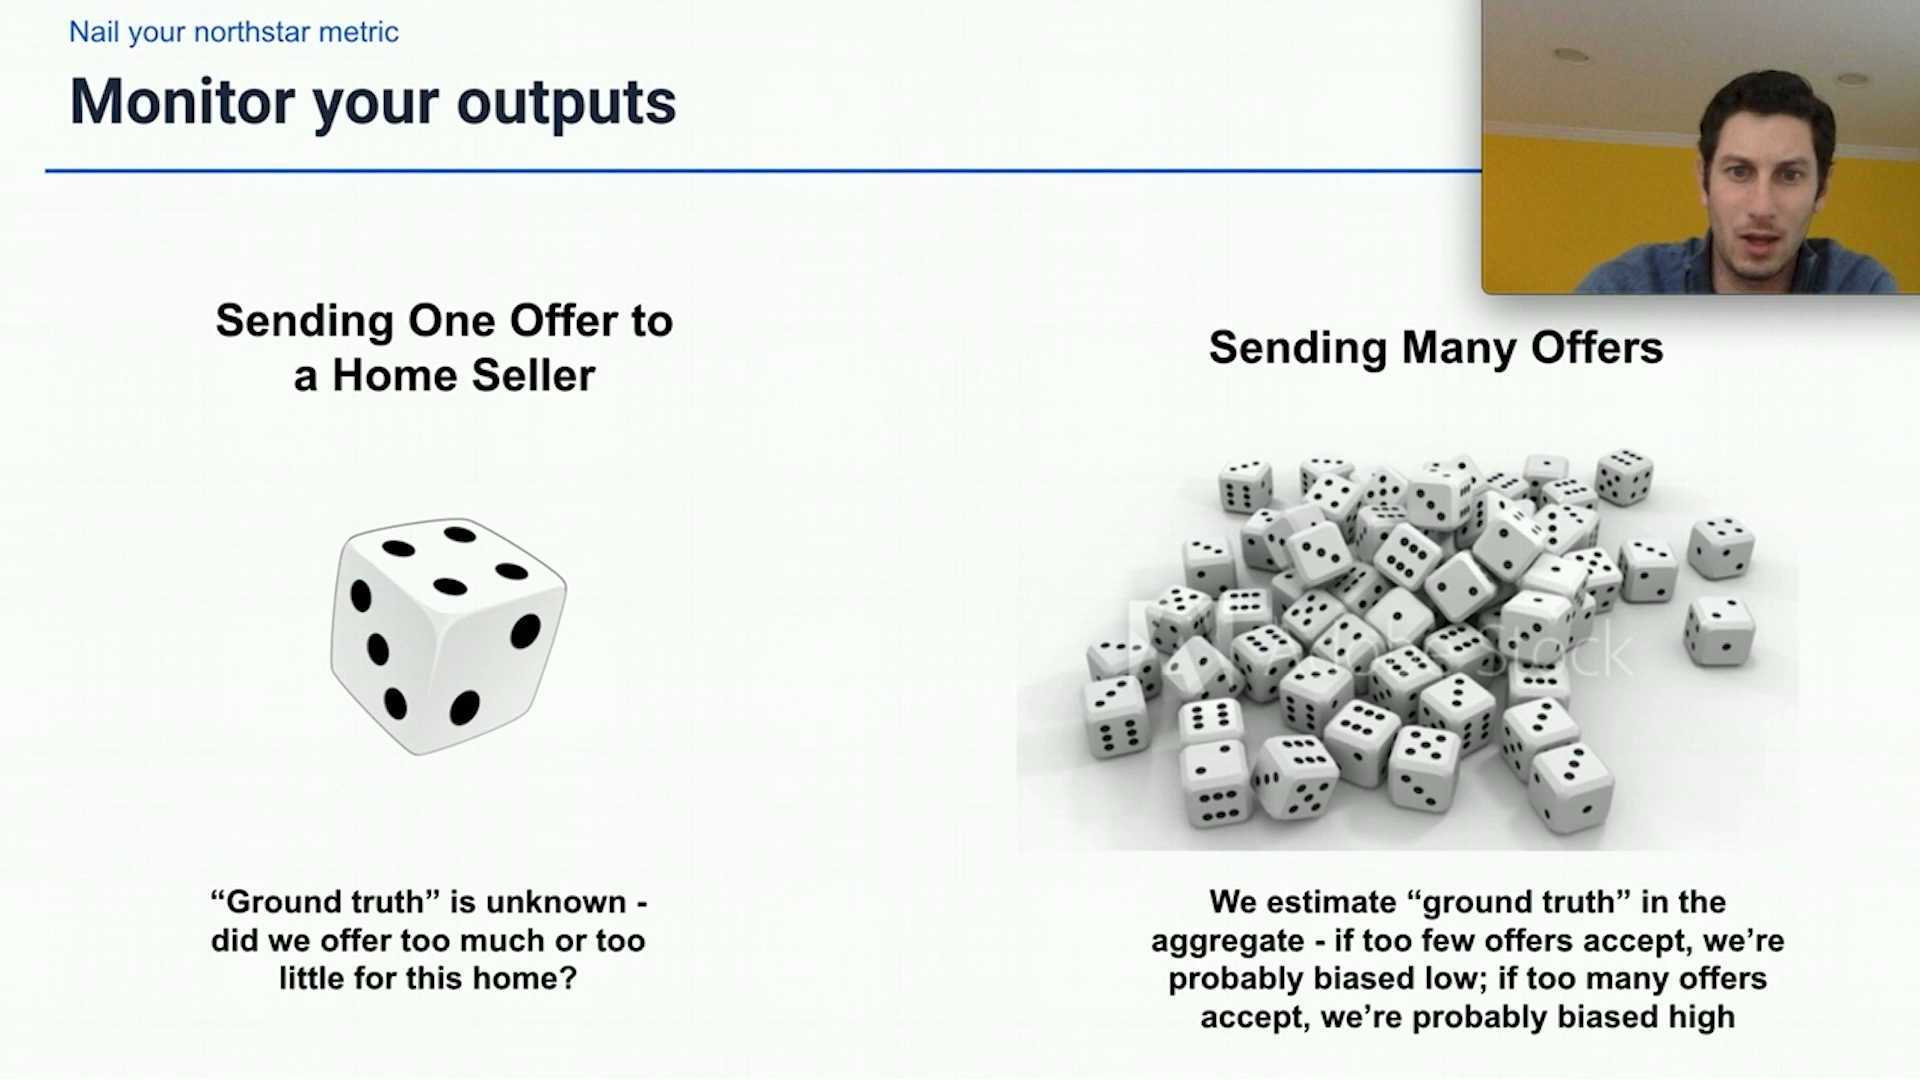 Nail your northstar metric
Monitor your outputs
Sending One Offer to
a Home Seller
Sending Many Offers
Adobe Stock
“Ground truth” is unknown -
did we offer too much or too
little for this home?
We estimate “ground truth” in the
aggregate - if too few offers accept, we’re
probably biased low; if too many offers
accept, we’re probably biased high